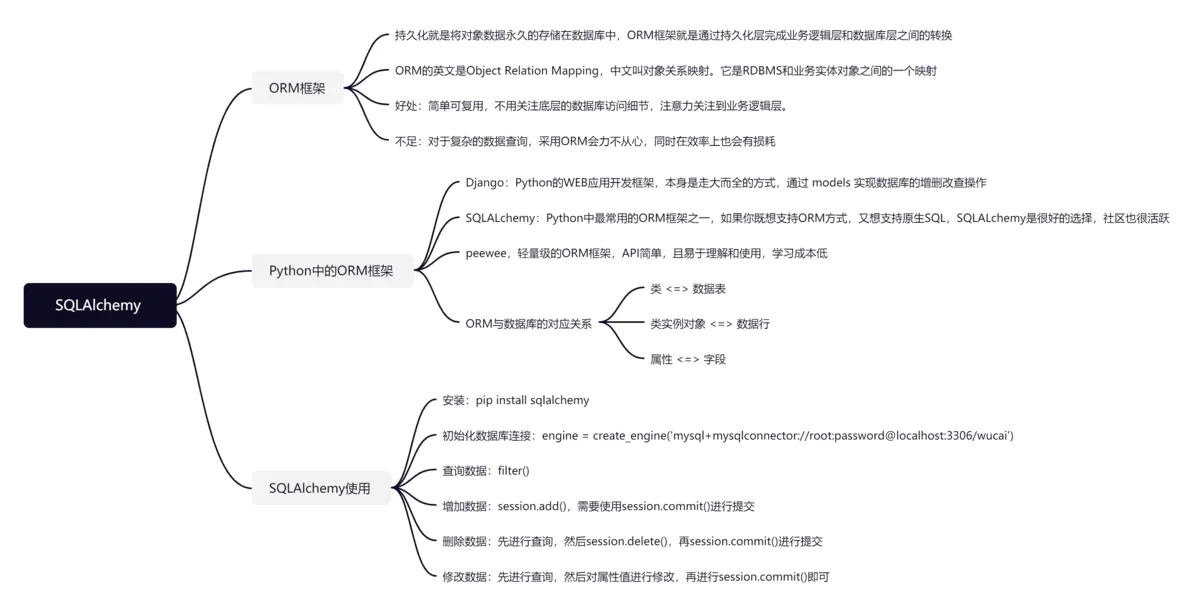 SQLAlchemy
ORM框架
持久化就是将对象数据永久的存储在数据库中，ORM框架就是通过持久化层完成业务逻辑层和数据库层之间的转换
ORM的英文是Object Relation Mapping，中文叫对象关系映射。它是RDBMS和业务实体对象之间的一个映射
好处：简单可复用，不用关注底层的数据库访问细节，注意力关注到业务逻辑层。
不足：对于复杂的数据查询，采用ORM会力不从心，同时在效率上也会有损耗
Python中的ORM框架
Django：Python的WEB应用开发框架，本身是走大而全的方式，通过 models 实现数据库的增删改查操作
SQLALchemy：Python中最常用的ORM框架之一，如果你既想支持ORM方式，又想支持原生SQL，SQLALchemy是很好的选择，社区也很活跃
peewee，轻量级的ORM框架，API简单，且易于理解和使用，学习成本低
ORM与数据库的对应关系
类 <=> 数据表
类实例对象 <=> 数据行
属性 <=> 字段
SQLAlchemy使用
安装：pip install sqlalchemy
初始化数据库连接：engine = create_engine('mysql+mysqlconnector://root:password@localhost:3306/wucai')
查询数据：filter()
增加数据：session.add()，需要使用session.commit()进行提交
删除数据：先进行查询，然后session.delete()，再session.commit()进行提交
修改数据：先进行查询，然后对属性值进行修改，再进行session.commit()即可